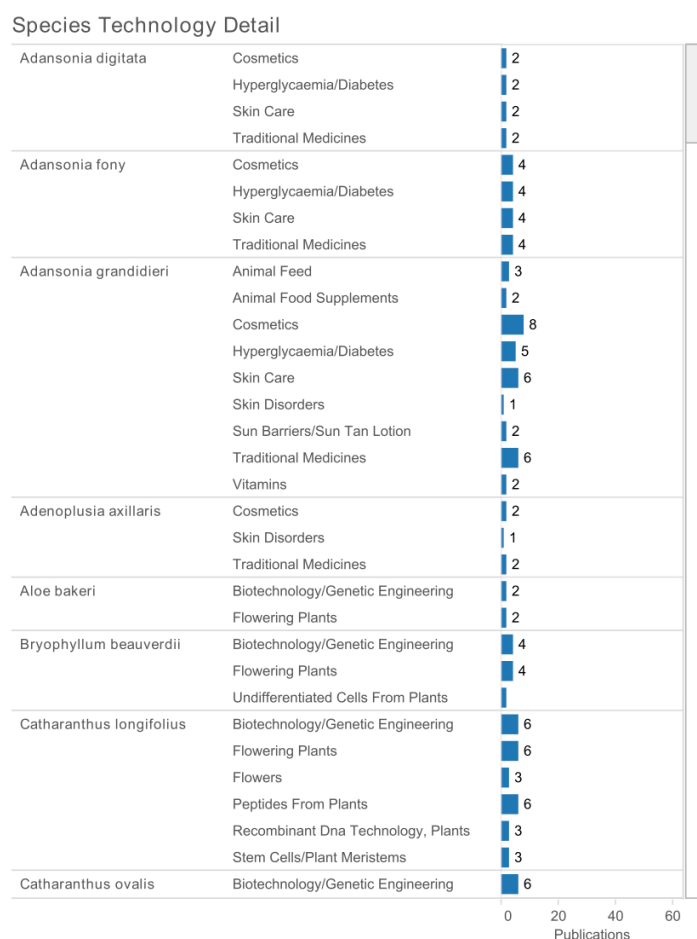 Species Technology Detail
Adansonia digitata Cosmetics 2
Hyperglycaemia/Diabetes 2
Skin Care 2
Traditional Medicines 2
Adansonia fony Cosmetics 4
Hyperglycaemia/Diabetes 4
Skin Care 4
Traditional Medicines 4
Adansonia grandidieri Animal Feed 3
Animal Food Supplements 2
Cosmetics 8
Hyperglycaemia/Diabetes 5
Skin Care 6
Skin Disorders 1
Sun Barriers/Sun Tan Lotion 2
Traditional Medicines 6
Vitamins 2
Adenoplusia axillaris Cosmetics 2
Skin Disorders 1
Traditional Medicines 2
Aloe bakeri Biotechnology/Genetic Engineering 2
Flowering Plants 2
Bryophyllum beauverdii Biotechnology/Genetic Engineering 4
Flowering Plants 4
Undifferentiated Cells From Plants
Catharanthus longifolius Biotechnology/Genetic Engineering 6
Flowering Plants 6
Flowers 3
Peptides From Plants 6
Recombinant Dna Technology, Plants 3
Stem Cells/Plant Meristems 3
Catharanthus ovalis Biotechnology/Genetic Engineering 6
0 20 40 60
Publications